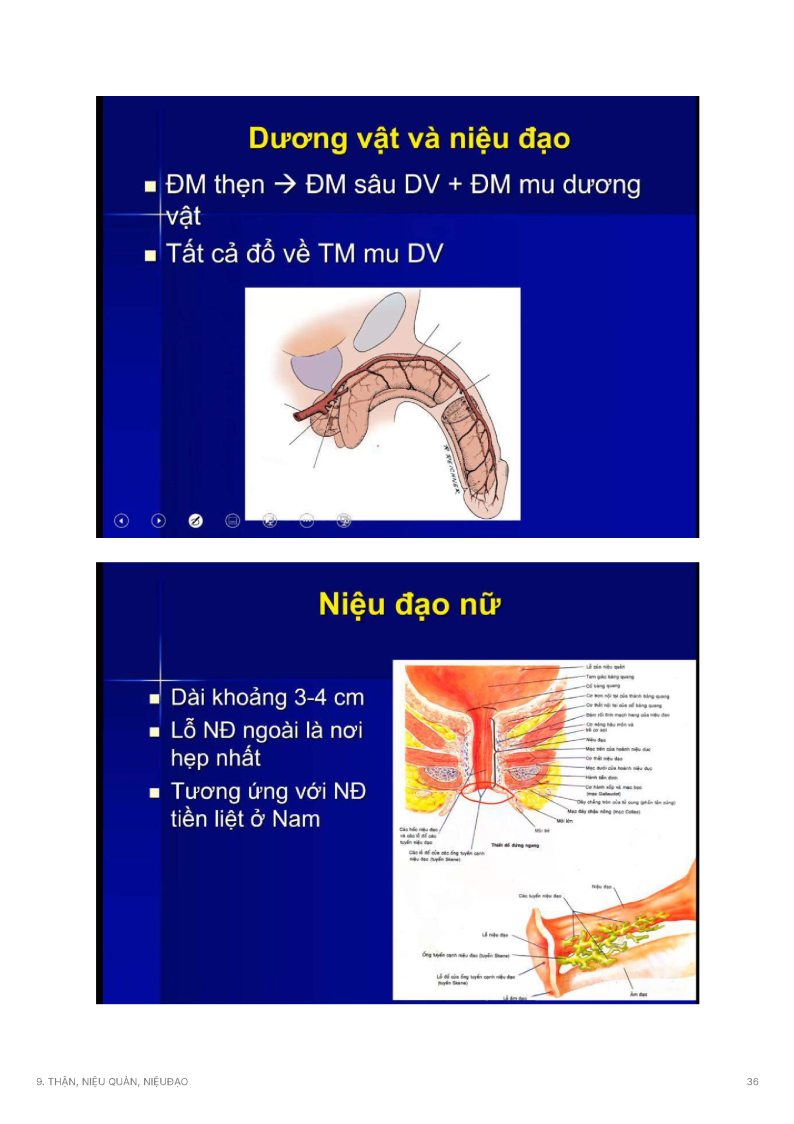 Dương vật và niệu đạo
ĐM thẹn → ĐM sâu DV + ĐM mu dương
vật
Tất cả đổ về TM mu DV
Niệu đạo nữ
Dài khoảng 3-4 cm
Lỗ NĐ ngoài là nơi
hẹp nhất
Tương ứng với NĐ
tiền liệt ở Nam
Lỗ của niệu quản
Tam giác bàng quang
Cổ bàng quang
Cơ trơn nội tại của thành bàng quang
Cơ thắt nội tại của cổ bàng quang
Đám rối tĩnh mạch hang của niệu đạo
Cơ nâng hậu môn và
Niệu đạo
Mạc trên của hoành niệu dục
Cơ thắt niệu đạo
Mạc dưới của hoành niệu dục
Hành tiền đình
Cơ hành xốp và mạc bao
Dây chằng tròn của tử cung (phần tận cùng)
Mạc đáy chậu nông (mạc Colles)
Môi lớn
Môi bé
Các hốc niệu đạo
và các lỗ đổ các
tuyến niệu đạo
Thiết đồ đứng ngang
Các lỗ đổ của các ống tuyến cạnh
niệu đạo (tuyến Skene)
Niệu đạo
Các tuyến niệu đạo
Lỗ niệu đạo
Ống tuyến cạnh niệu đạo (tuyến Skene)
Lỗ đổ của ống tuyến cạnh niệu đạo
(tuyến Skene)
Lỗ âm đạo
Âm đạo
9. THẬN, NIỆU QUẢN, NIỆUĐẠO
36